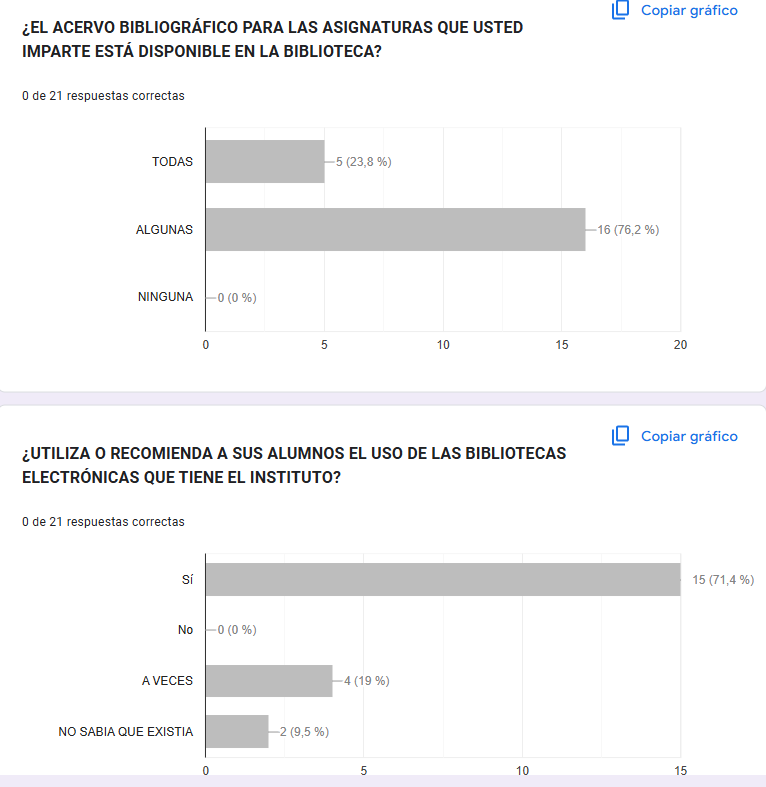 Copiar gráfico
¿EL ACERVO BIBLIOGRÁFICO PARA LAS ASIGNATURAS QUE USTED
IMPARTE ESTÁ DISPONIBLE EN LA BIBLIOTECA?
0 de 21 respuestas correctas
TODAS 5 (23,8 %)
ALGUNAS 16 (76,2 %)
NINGUNA 0 (0 %)
0 5 10 15 20
Copiar gráfico
¿UTILIZA O RECOMIENDA A SUS ALUMNOS EL USO DE LAS BIBLIOTECAS
ELECTRÓNICAS QUE TIENE EL INSTITUTO?
0 de 21 respuestas correctas
Sí 15 (71,4 %)
No 0 (0 %)
A VECES 4 (19 %)
NO SABIA QUE EXISTIA 2 (9,5 %)
0 5 10 15